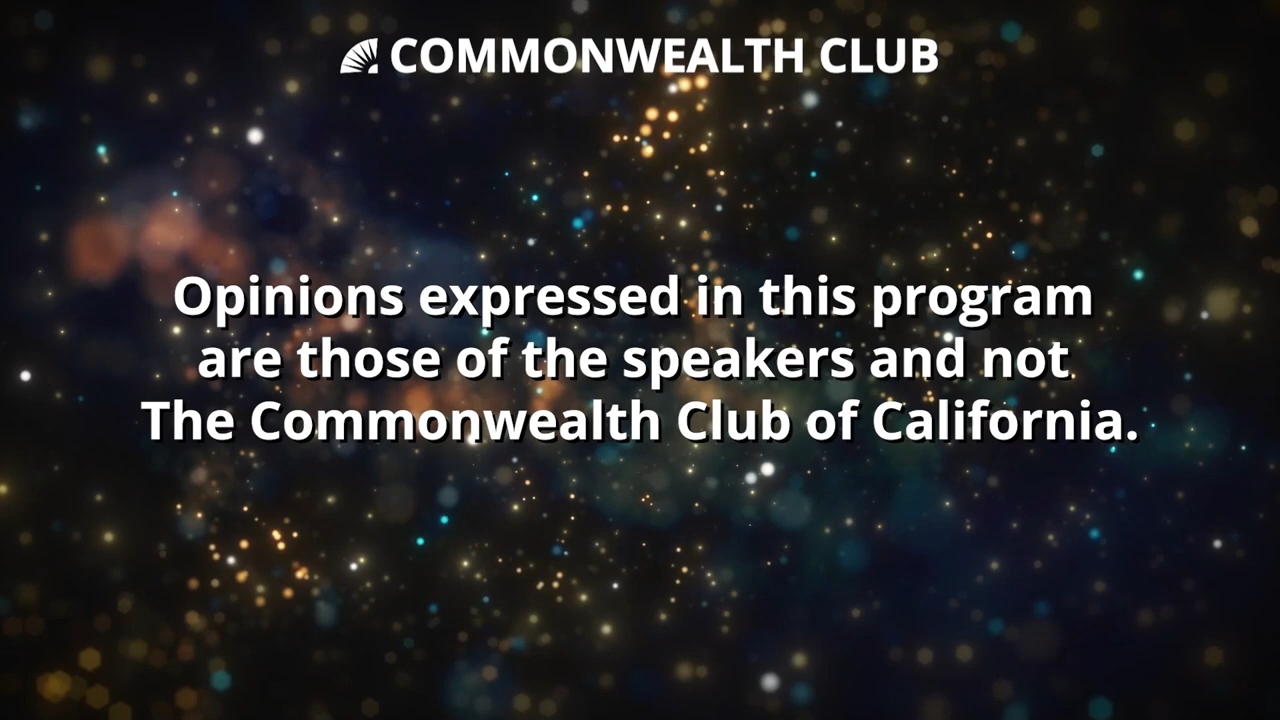 COMMONWEALTH CLUB
Opinions expressed in this program
are those of the speakers and not
The Commonwealth Club of California.